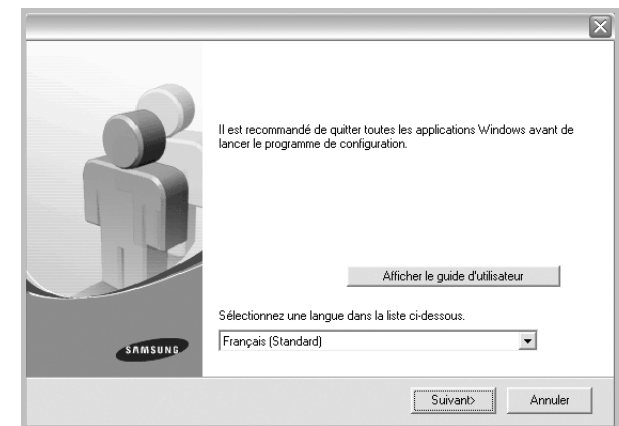 Il est recommandé de quitter toutes les applications Windows avant de
lancer le programme de configuration.
Afficher le guide d'utilisateur
Sélectionnez une langue dans la liste ci-dessous.
Français (Standard)
SAMSUNG
Suivant>
Annuler